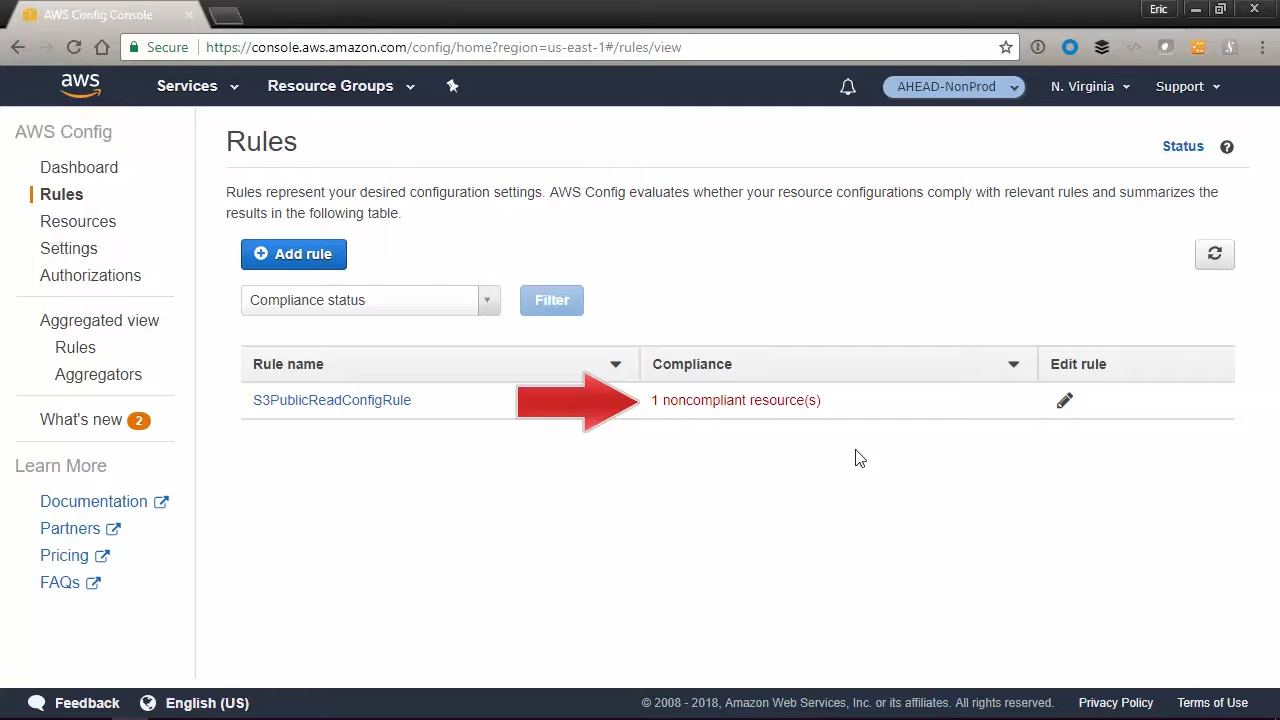 AWS Config Console
Eric
Secure
https://console.aws.amazon.com/config/home?region=us-east-1#/rules/view
aws
Services
Resource Groups
AHEAD-NonProd
N. Virginia
Support
AWS Config
Dashboard
Rules
Resources
Settings
Authorizations
Aggregated view
Rules
Aggregators
What's new 2
Learn More
Documentation
Partners
Pricing
FAQs
Rules
Status
Rules represent your desired configuration settings. AWS Config evaluates whether your resource configurations comply with relevant rules and summarizes the
results in the following table.
Add rule
Compliance status
Filter
Rule name
Compliance
Edit rule
S3PublicReadConfigRule
1 noncompliant resource(s)
Feedback
English (US)
© 2008 - 2018, Amazon Web Services, Inc. or its affiliates. All rights reserved.
Privacy Policy
Terms of Use